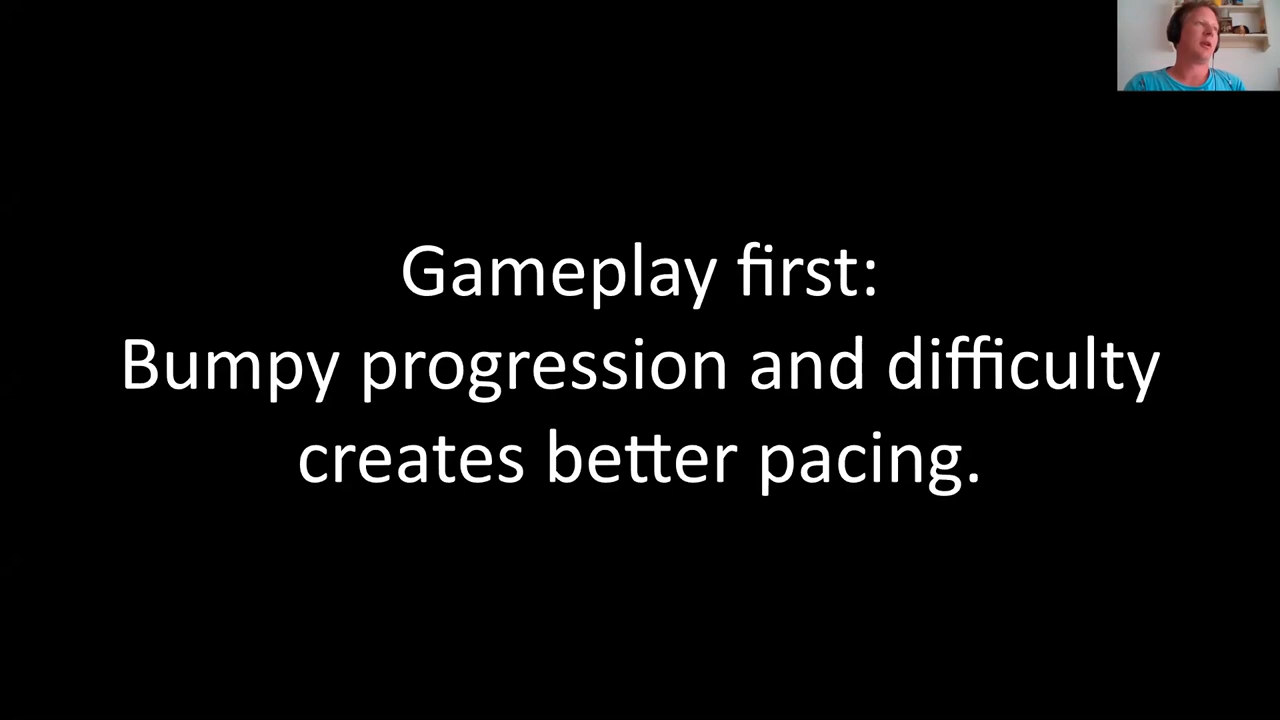 Gameplay first:
Bumpy progression and difficulty
creates better pacing.